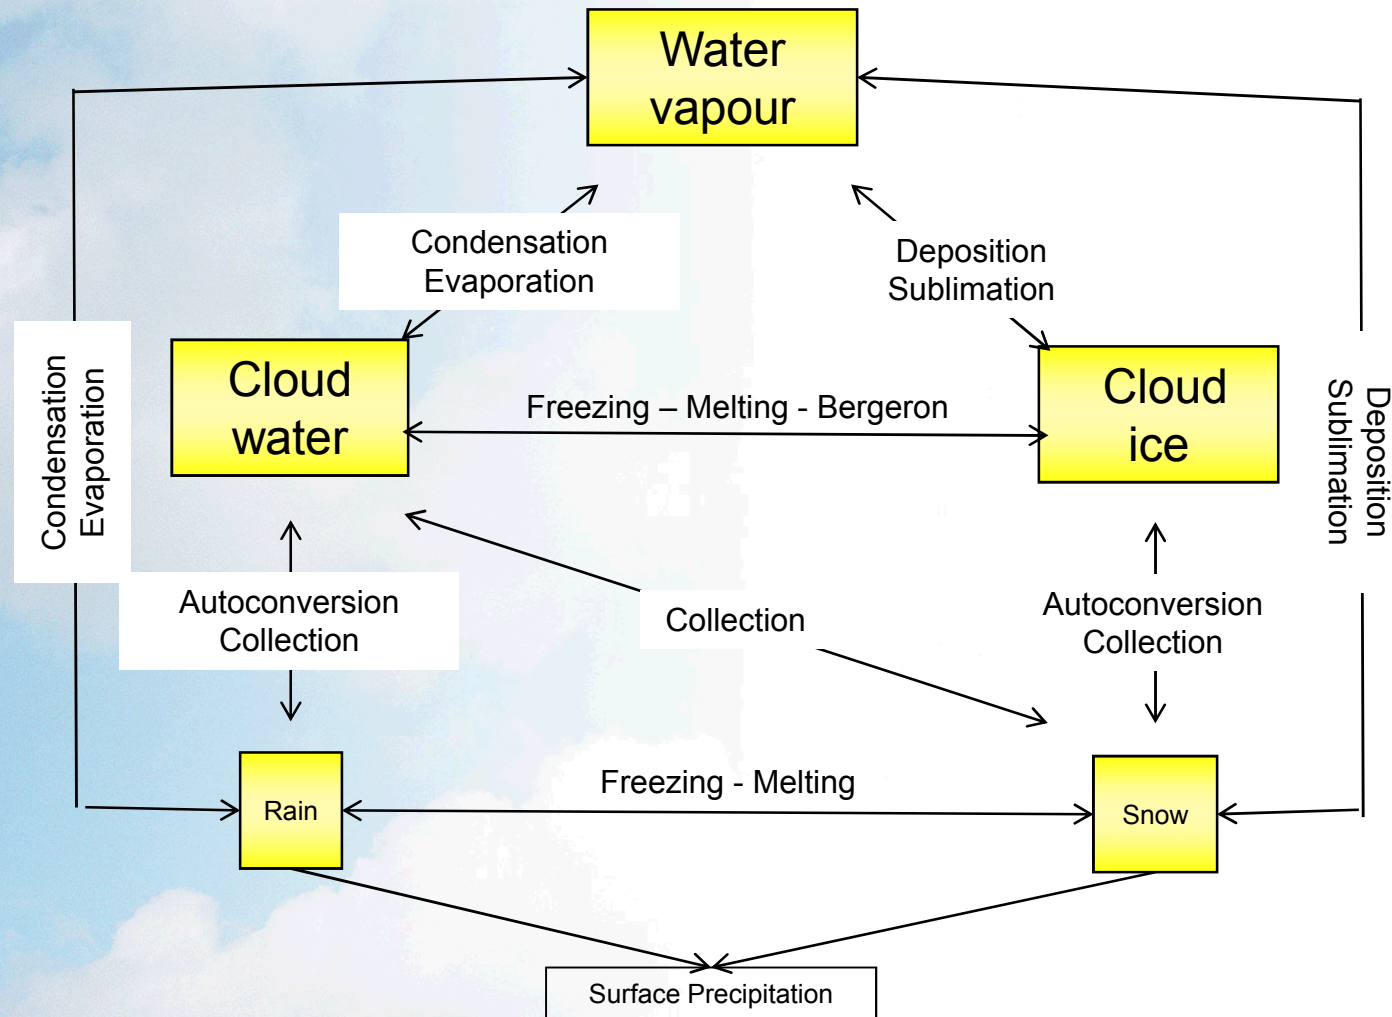 Water
vapour
Condensation
Evaporation
Deposition
Sublimation
Cloud
water
Freezing – Melting - Bergeron
Cloud
ice
Condensation
Evaporation
Deposition
Sublimation
Autoconversion
Collection
Collection
Autoconversion
Collection
Rain
Freezing - Melting
Snow
Surface Precipitation